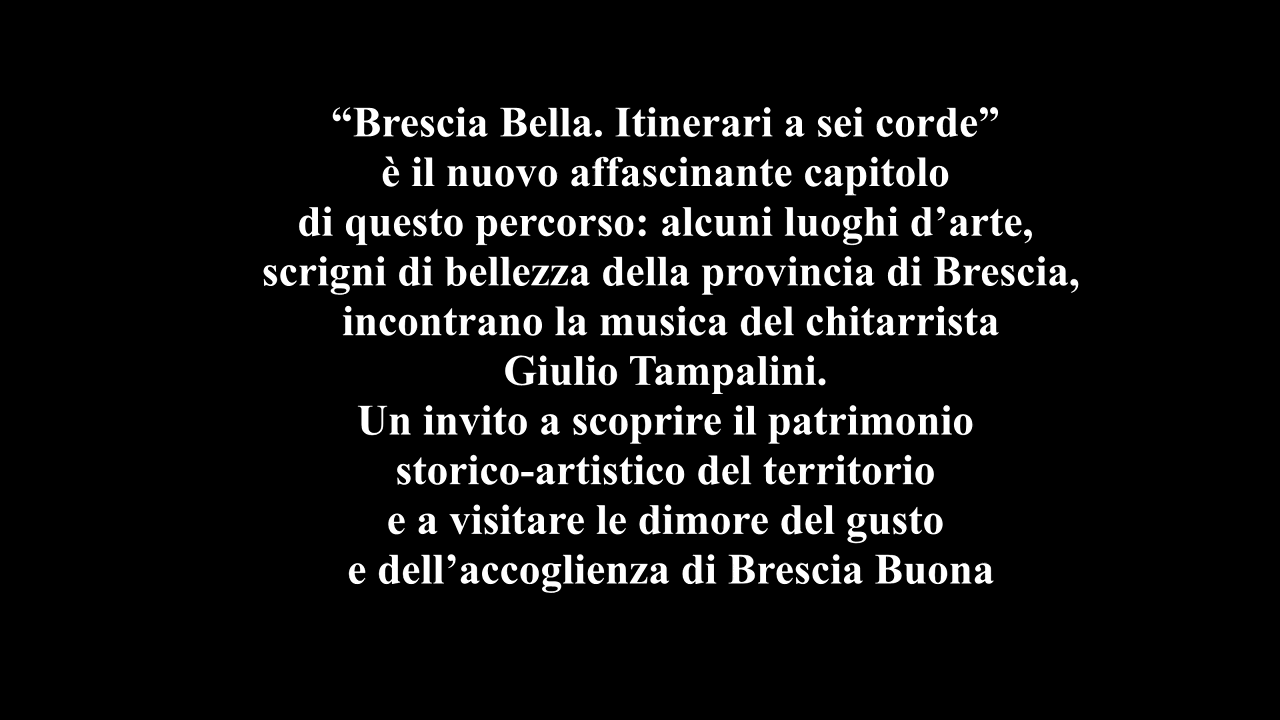 “Brescia Bella. Itinerari a sei corde”
è il nuovo affascinante capitolo
di questo percorso: alcuni luoghi d’arte,
scrigni di bellezza della provincia di Brescia,
incontrano la musica del chitarrista
Giulio Tampalini.
Un invito a scoprire il patrimonio
storico-artistico del territorio
e a visitare le dimore del gusto
e dell’accoglienza di Brescia Buona